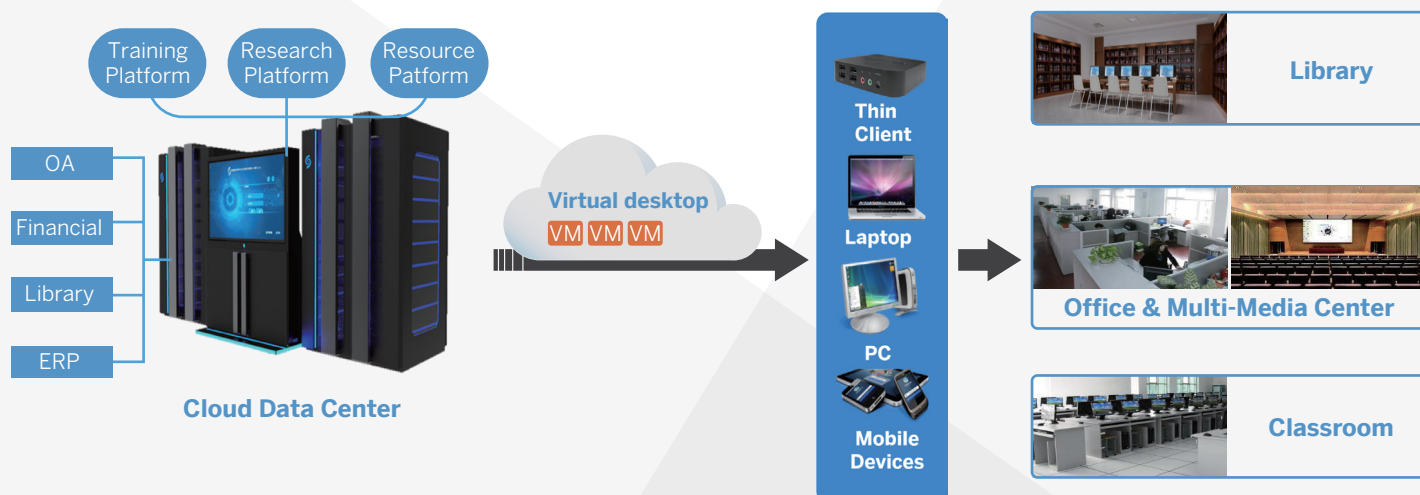 Training
Platform
Research
Platform
Resource
Patform
OA
Financial
Library
ERP
Cloud Data Center
Virtual desktop
VM VM VM
Thin
Client
Laptop
PC
Mobile
Devices
Library
Office & Multi-Media Center
Classroom